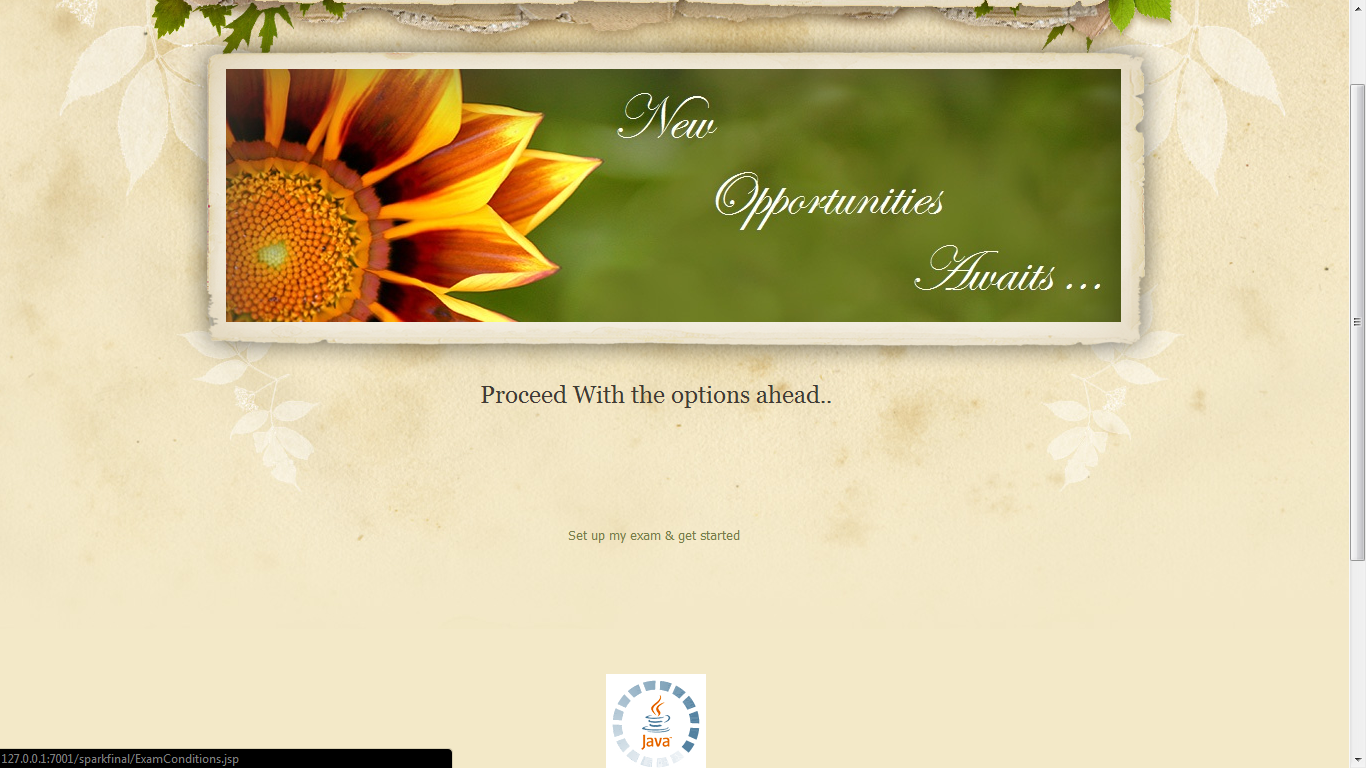 New
Opportunities
Awaits ...
Proceed With the options ahead..
Set up my exam & get started
Java
127.0.0.1:7001/sparkfinal/ExamConditions.jsp